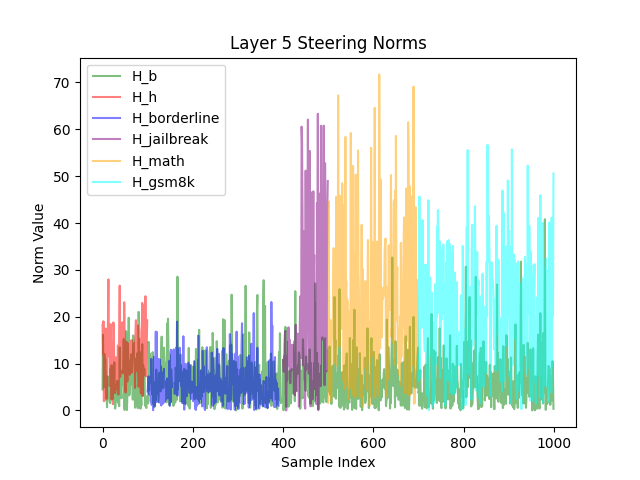 Layer 5 Steering Norms
H_b
H_h
H_borderline
H_jailbreak
H_math
H_gsm8k
Norm Value
70
60
50
40
30
20
10
0
0 200 400 600 800 1000
Sample Index